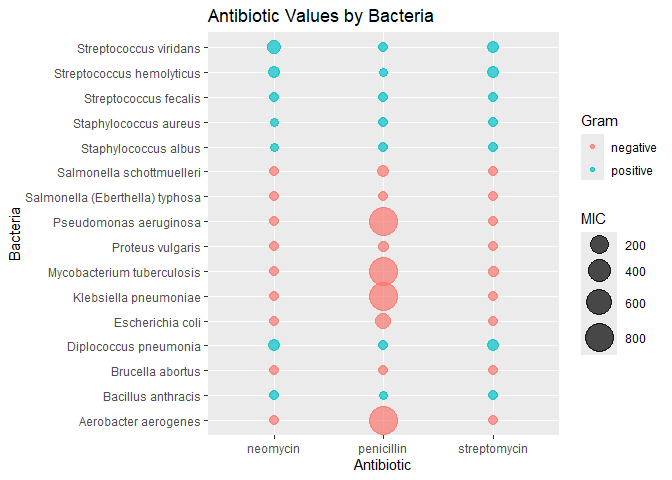 Antibiotic Values by Bacteria
Streptococcus viridans
Streptococcus hemolyticus
Streptococcus fecalis
Staphylococcus aureus
Staphylococcus albus
Salmonella schottmuelleri
Salmonella (Eberthella) typhosa
Pseudomonas aeruginosa
Proteus vulgaris
Mycobacterium tuberculosis
Klebsiella pneumoniae
Escherichia coli
Diplococcus pneumonia
Brucella abortus
Bacillus anthracis
Aerobacter aerogenes
Bacteria
neomycin penicillin streptomycin
Antibiotic
Gram
negative
positive
MIC
200
400
600
800